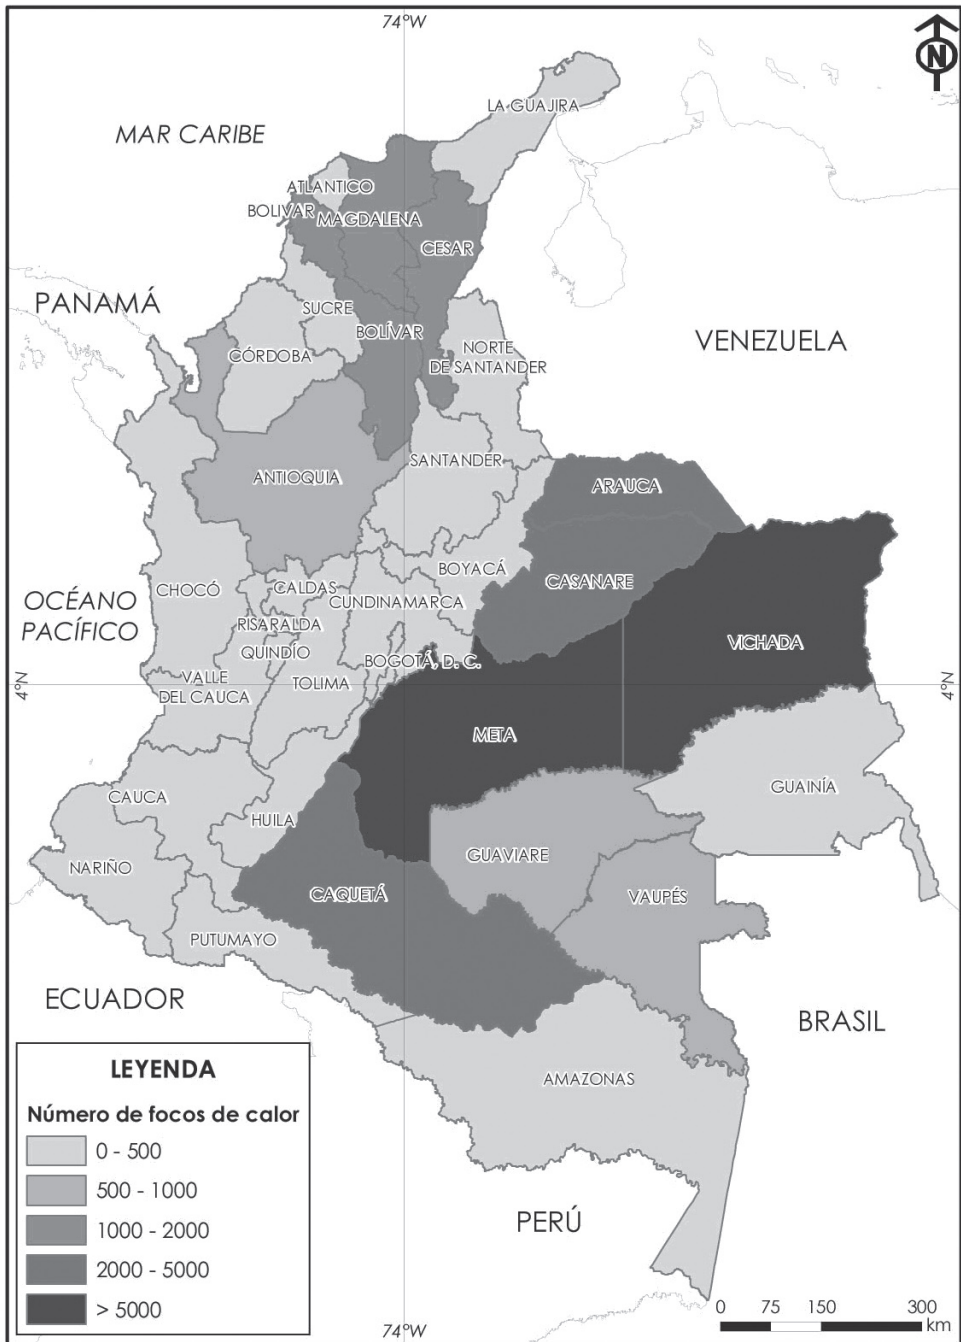 74°W
N
LA GUAJIRA
MAR CARIBE
ATLANTICO
BOLIVAR
MAGDALENA
CESAR
PANAMÁ
SUCRE
BOLÍVAR
VENEZUELA
CÓRDOBA
NORTE
DE SANTANDER
ANTIOQUIA
SANTANDER
ARAUCA
BOYACÁ
CASANARE
CHOCÓ
CALDAS
CUNDINAMARCA
OCÉANO
PACÍFICO
RISARALDA
QUINDÍO
BOGOTÁ, D. C.
VICHADA
VALLE
DEL CAUCA
TOLIMA
4°N
4°N
META
CAUCA
HUILA
GUAINÍA
NARIÑO
GUAVIARE
CAQUETÁ
VAUPÉS
PUTUMAYO
ECUADOR
BRASIL
AMAZONAS
PERÚ
LEYENDA
Número de focos de calor
0 - 500
500 - 1000
1000 - 2000
2000 - 5000
> 5000
0 75 150 300
km
74°W